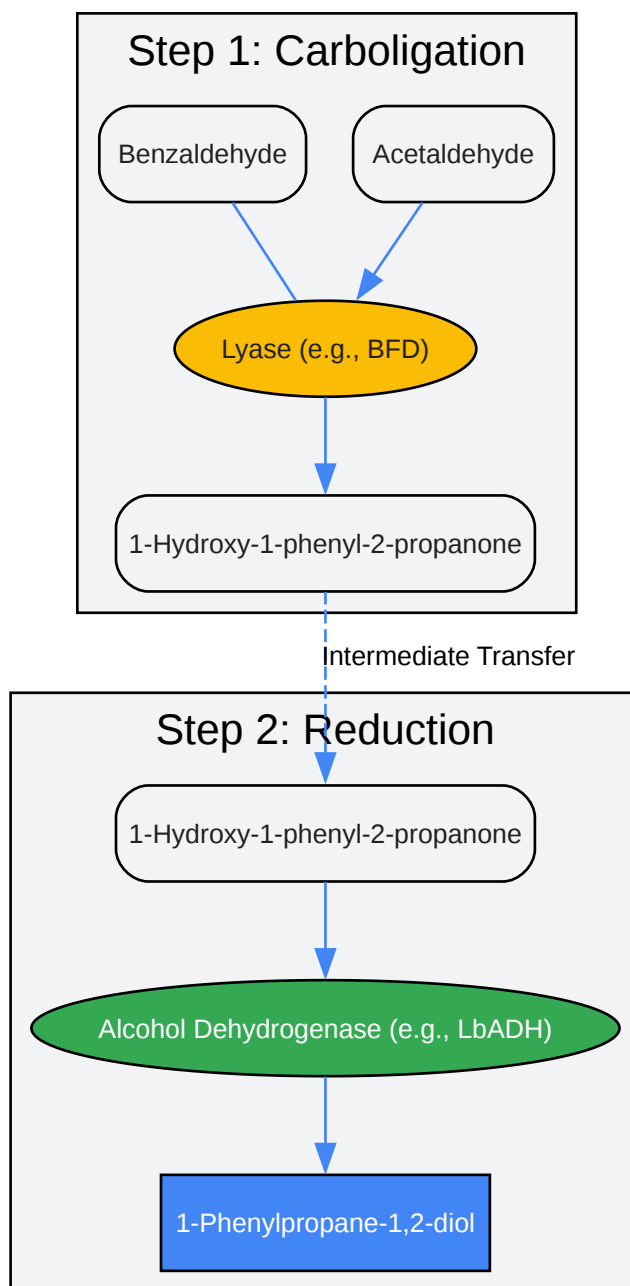 Step 1: Carboligation
Benzaldehyde
Acetaldehyde
Lyase (e.g., BFD)
1-Hydroxy-1-phenyl-2-propanone
Intermediate Transfer
Step 2: Reduction
1-Hydroxy-1-phenyl-2-propanone
Alcohol Dehydrogenase (e.g., LbADH)
1-Phenylpropane-1,2-diol